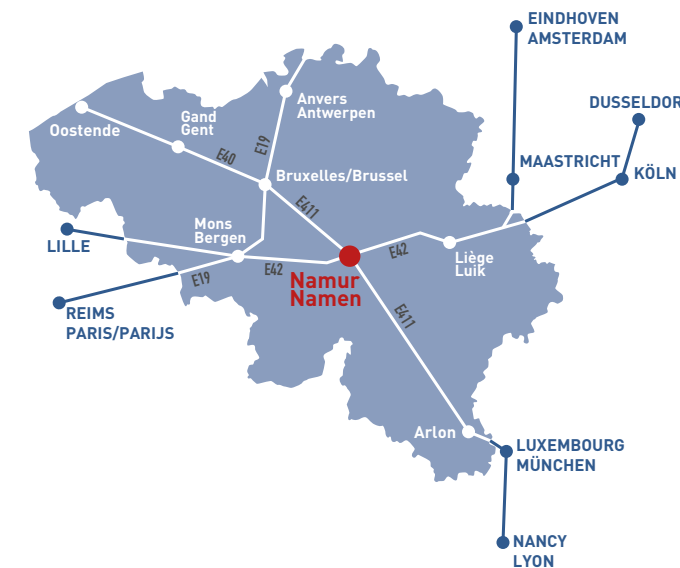 EINDHOVEN
AMSTERDAM
DUSSELDOR
MAASTRICHT
KÖLN
Anvers
Antwerpen
Oostende
Gand
Gent
E40
E19
Bruxelles/Brussel
E411
Mons
Bergen
LILLE
E42
E42
Liège
Luik
E19
Namur
Namen
REIMS
PARIS/PARIJS
E411
Arlon
LUXEMBOURG
MÜNCHEN
NANCY
LYON